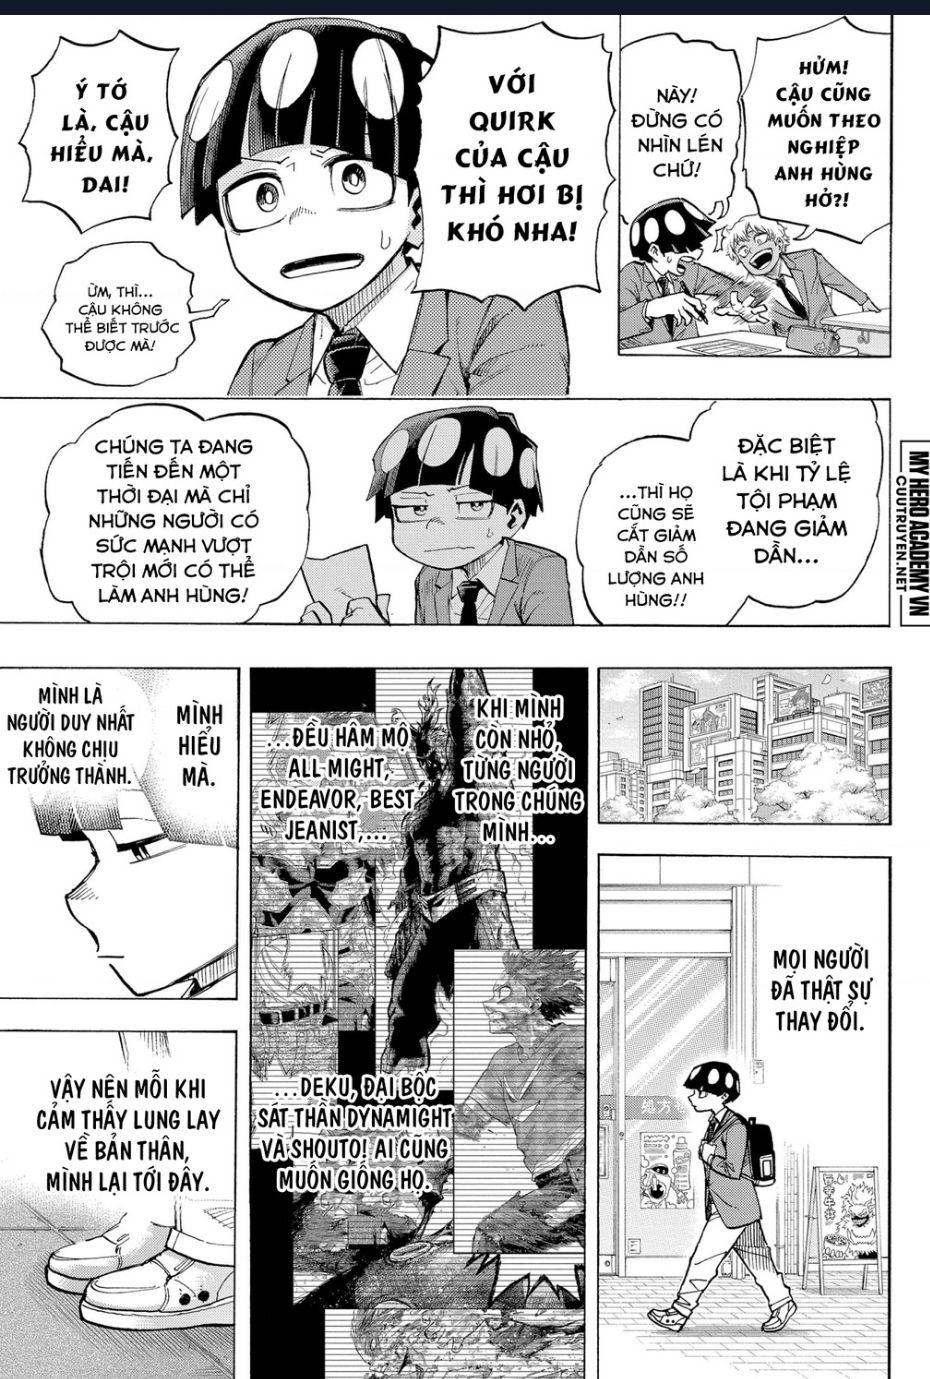 HỬM!
CẬU CŨNG
MUỐN THEO
NGHIỆP
ANH HÙNG
HỞ?!
NÀY!
ĐỪNG CÓ
NHÌN LÉN
CHỨ!
VỚI
QUIRK
CỦA CẬU
THÌ HƠI BỊ
KHÓ NHA!
Ý TỚ
LÀ, CẬU
HIỂU MÀ,
DAI!
ỪM, THÌ...
CẬU KHÔNG
THỂ BIẾT TRƯỚC
ĐƯỢC MÀ!
ĐẶC BIỆT
LÀ KHI TỶ LỆ
TỘI PHẠM
ĐANG GIẢM
DẦN...
...THÌ HỌ
CŨNG SẼ
CẮT GIẢM
DẦN SỐ
LƯỢNG ANH
HÙNG!!
CHÚNG TA ĐANG
TIẾN ĐẾN MỘT
THỜI ĐẠI MÀ CHỈ
NHỮNG NGƯỜI CÓ
SỨC MẠNH VƯỢT
TRỘI MỚI CÓ THỂ
LÀM ANH HÙNG!
MY HERO ACADEMY VN
CUUTRUYEN.NET
MỌI NGƯỜI
ĐÃ THẬT SỰ
THAY ĐỔI.
処方
KHI MÌNH
CÒN NHỎ,
TỪNG NGƯỜI
TRONG CHÚNG
MÌNH...
...ĐỀU HÂM MỘ
ALL MIGHT,
ENDEAVOR, BEST
JEANIST,...
...DEKU, ĐẠI BỘC
SÁT THẦN DYNAMIGHT
VÀ SHOUTO! AI CŨNG
MUỐN GIỐNG HỌ.
MÌNH
HIỂU
MÀ.
MÌNH LÀ
NGƯỜI DUY NHẤT
KHÔNG CHỊU
TRƯỞNG THÀNH.
VẬY NÊN MỖI KHI
CẢM THẤY LUNG LAY
VỀ BẢN THÂN,
MÌNH LẠI TỚI ĐÂY.